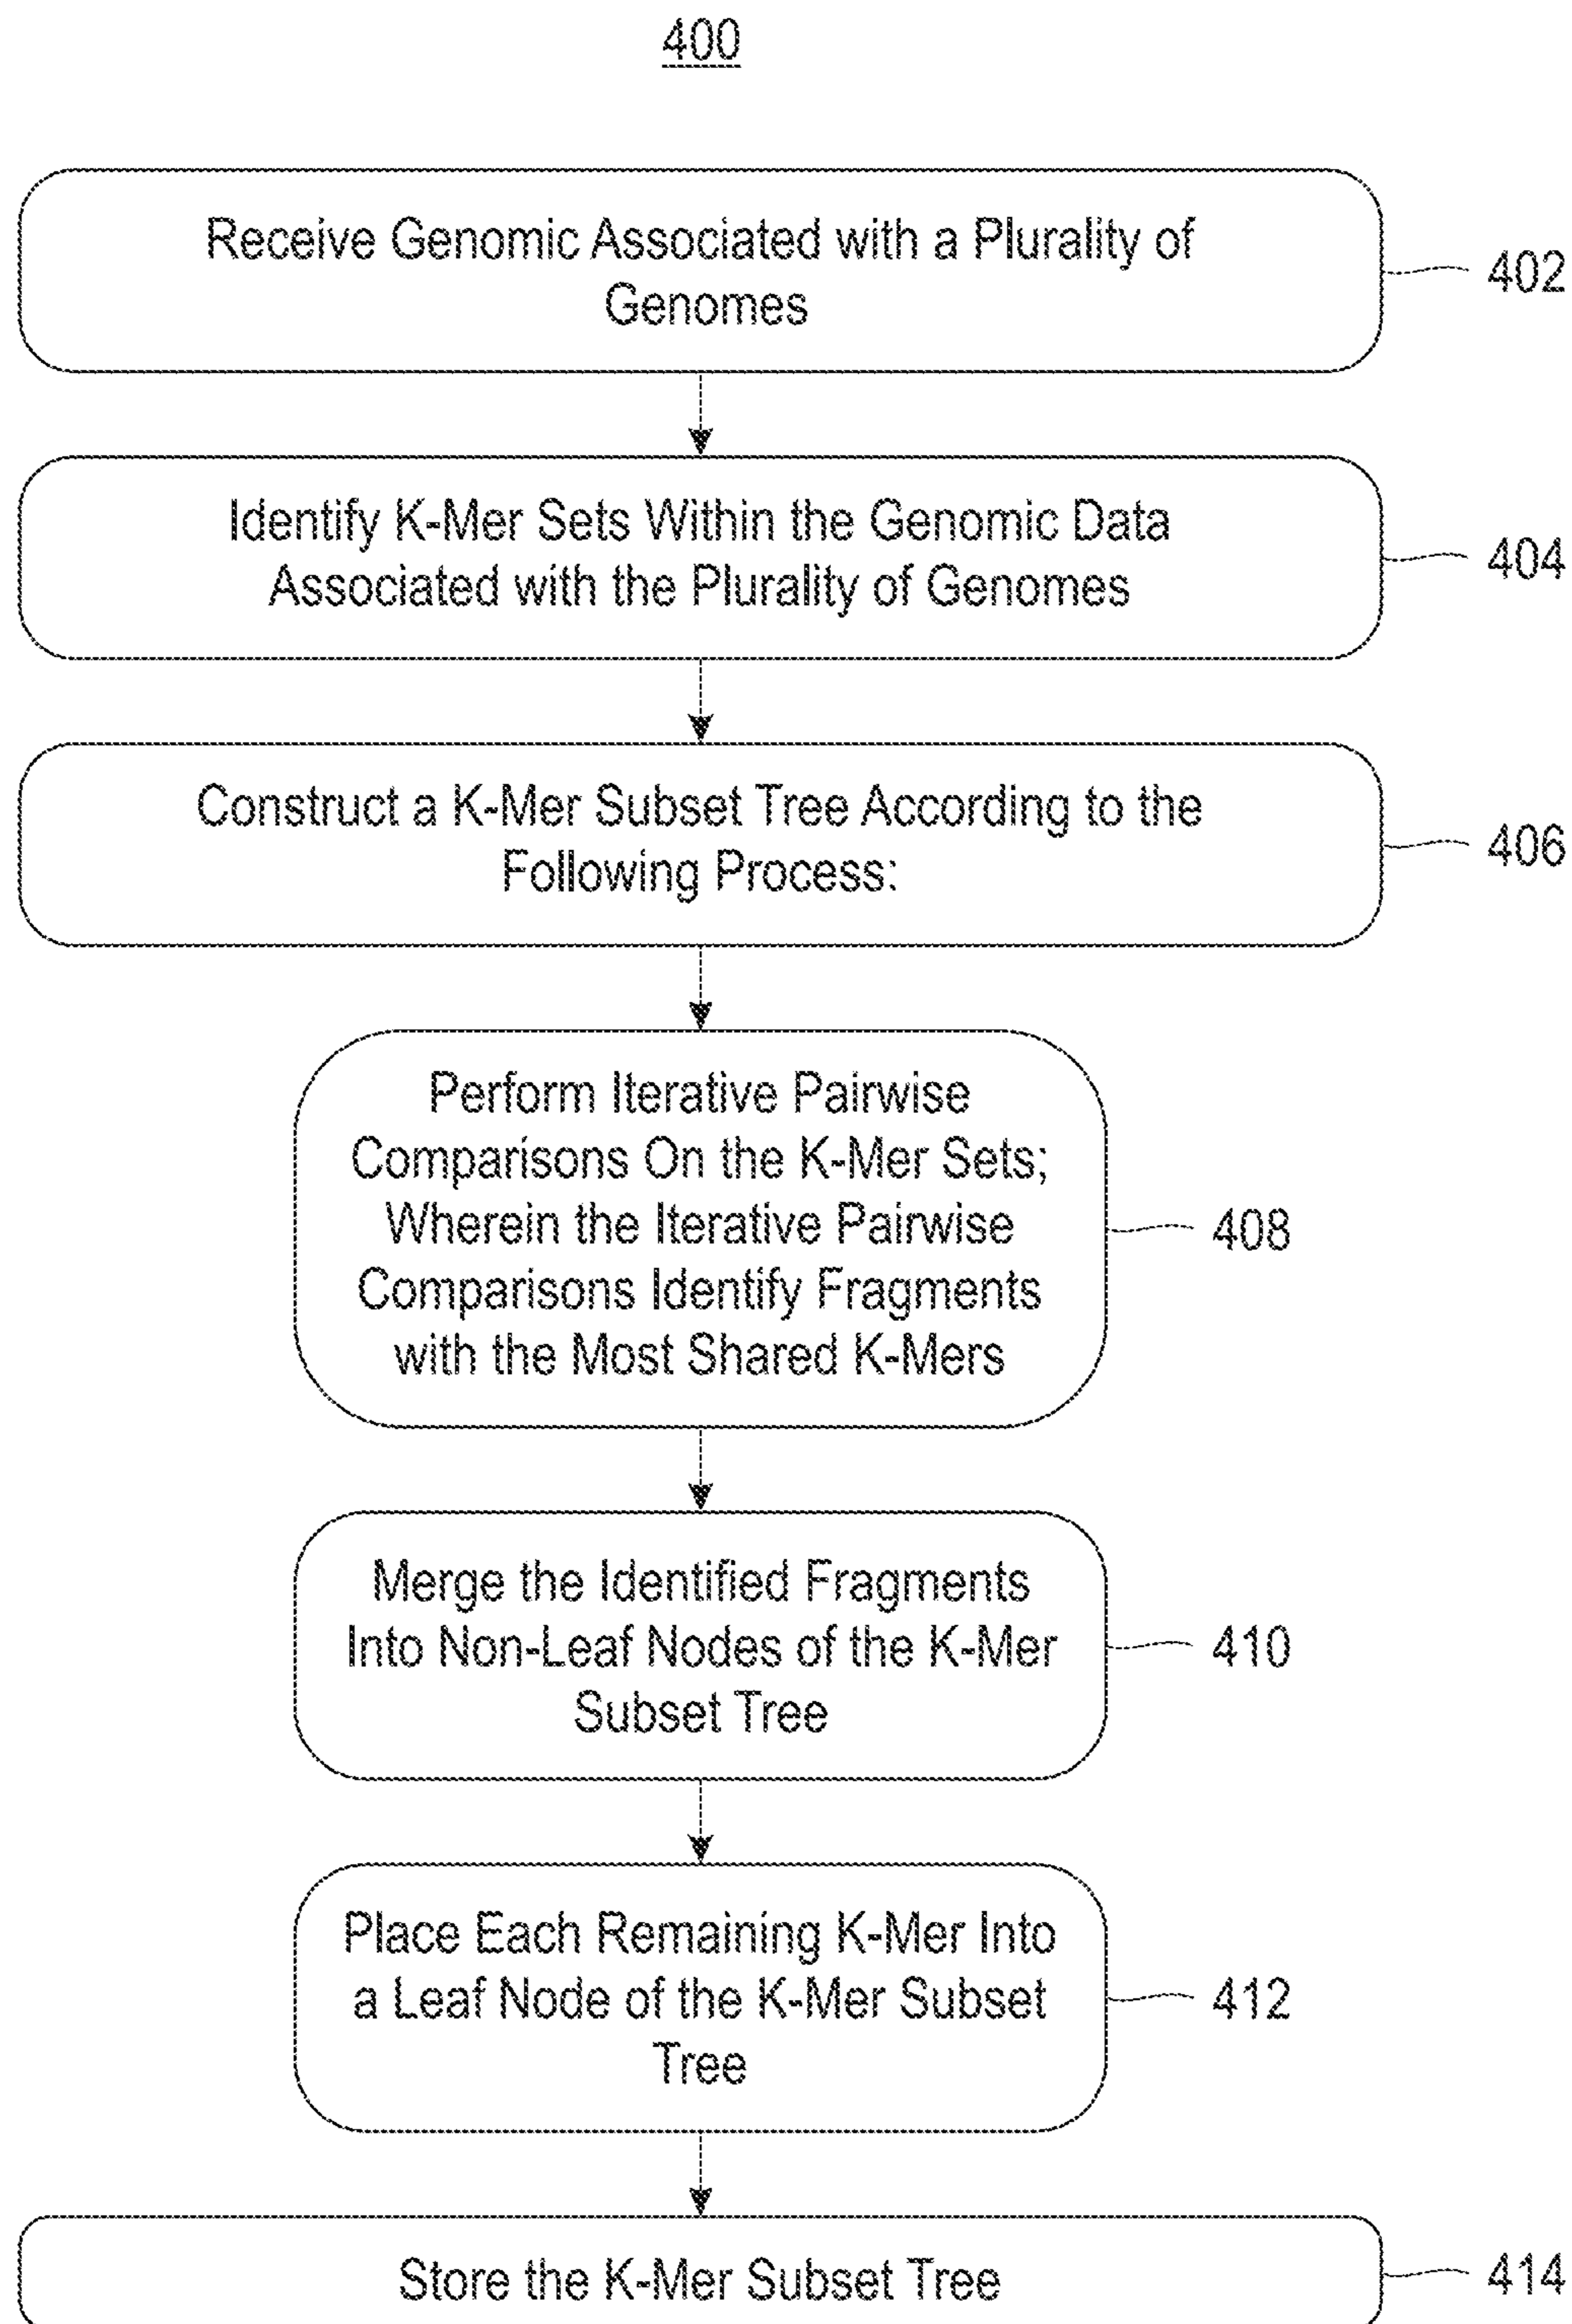 400
Receive Genomic Associated with a Plurality of
Genomes
402
Identify K-Mer Sets Within the Genomic Data
Associated with the Plurality of Genomes
404
Construct a K-Mer Subset Tree According to the
Following Process:
406
Perform Iterative Pairwise
Comparisons On the K-Mer Sets;
Wherein the Iterative Pairwise
Comparisons Identify Fragments
with the Most Shared K-Mers
408
Merge the Identified Fragments
Into Non-Leaf Nodes of the K-Mer
Subset Tree
410
Place Each Remaining K-Mer Into
a Leaf Node of the K-Mer Subset
Tree
412
Store the K-Mer Subset Tree
414